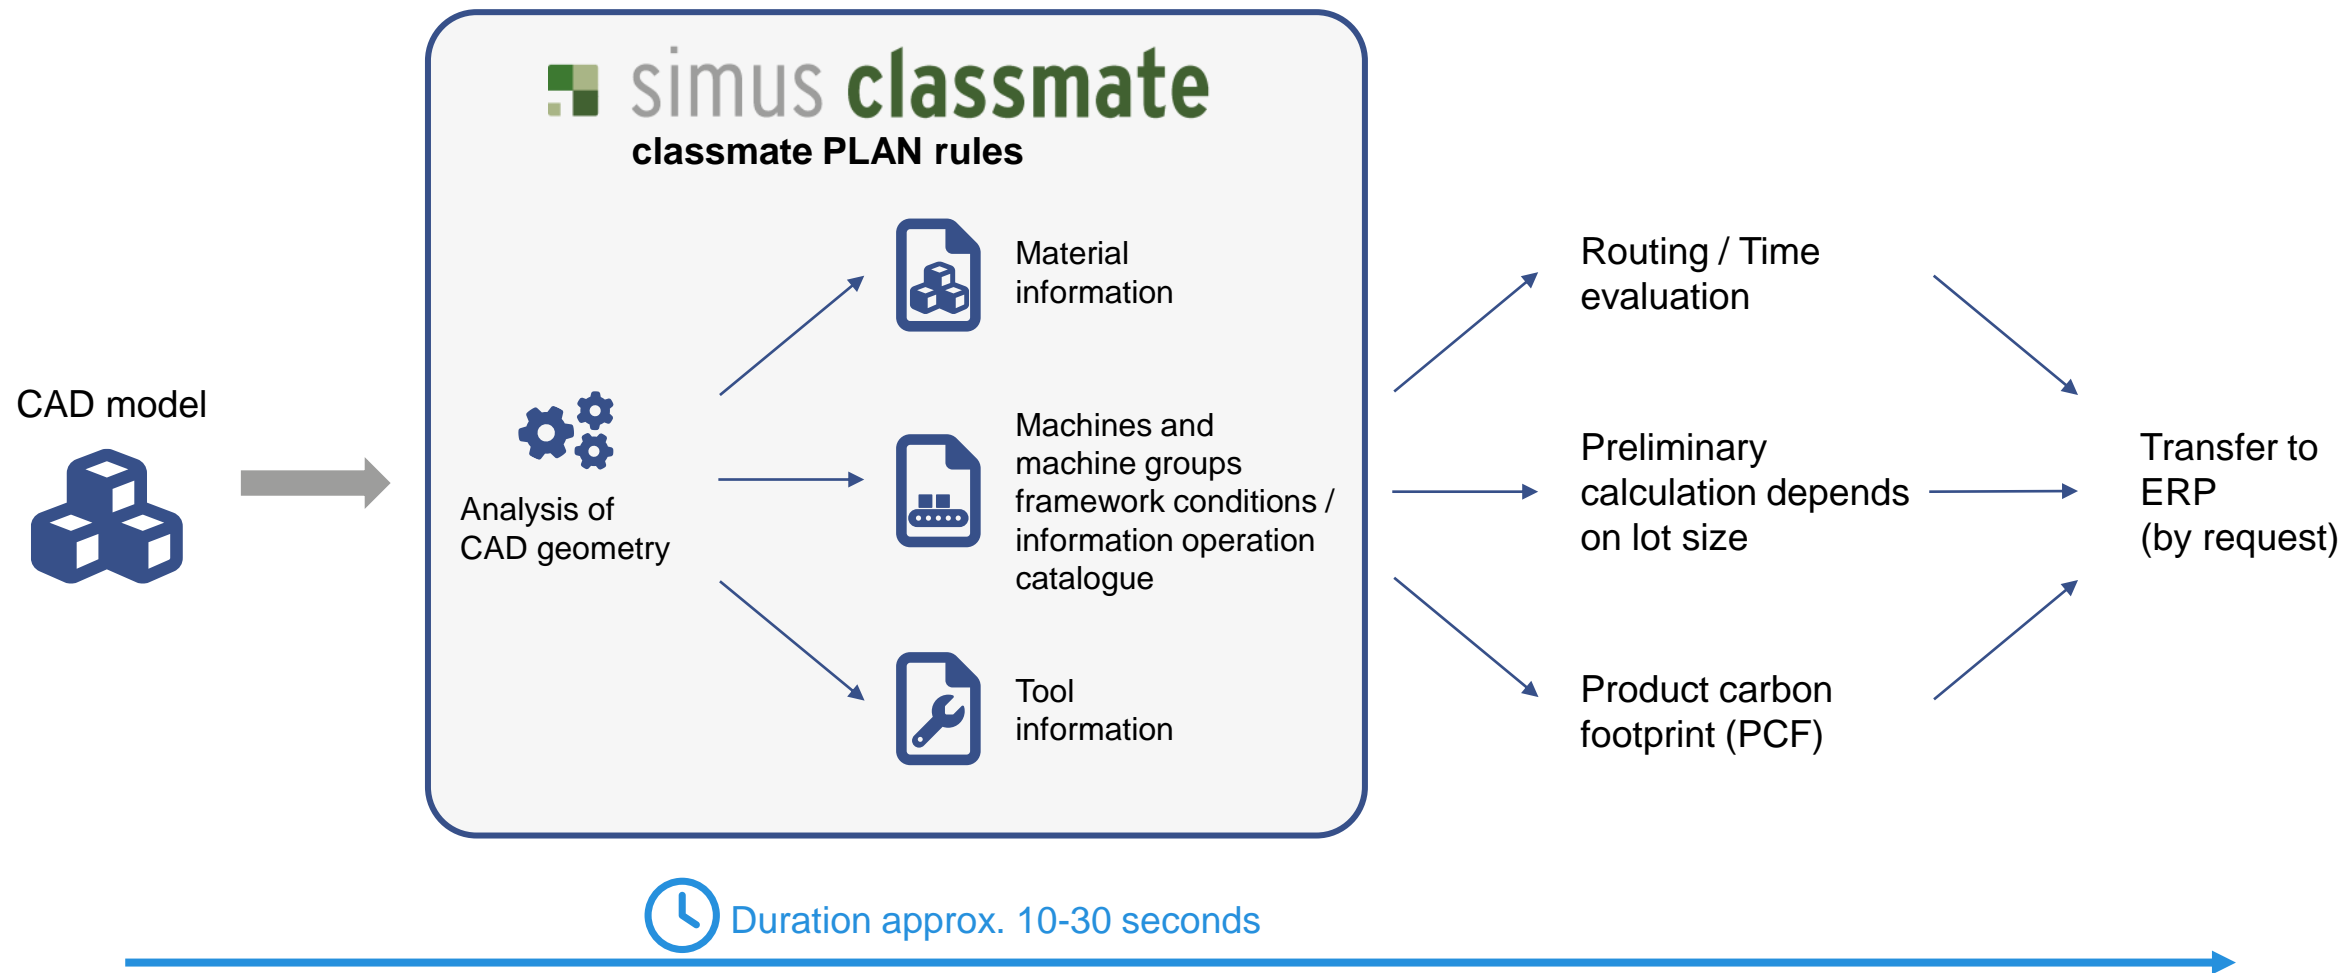 simus classmate
classmate PLAN rules
CAD model
Analysis of
CAD geometry
Material
information
Machines and
machine groups
framework conditions /
information operation
catalogue
Tool
information
Routing / Time
evaluation
Preliminary
calculation depends
on lot size
Product carbon
footprint (PCF)
Transfer to
ERP
(by request)
Duration approx. 10-30 seconds